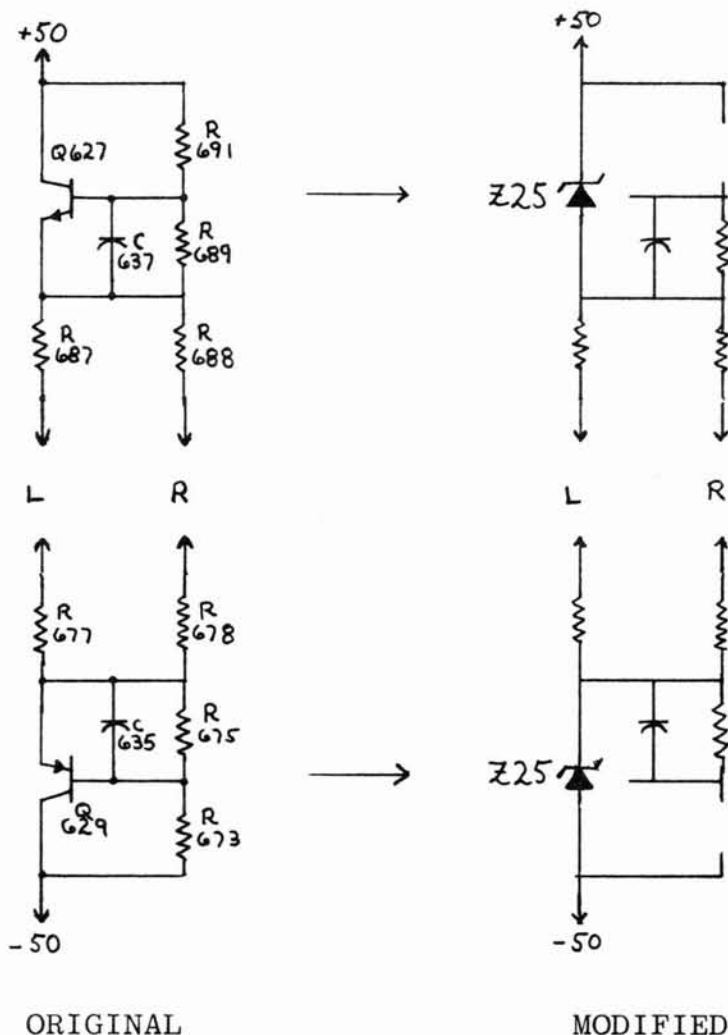 +50
Q627
R
691
C
637
R
689
R
687
R
688
L R
R
677
R
678
C
635
R
675
Q
629
R
673
-50
ORIGINAL
+50
Z25
L R
Z25
-50
MODIFIED